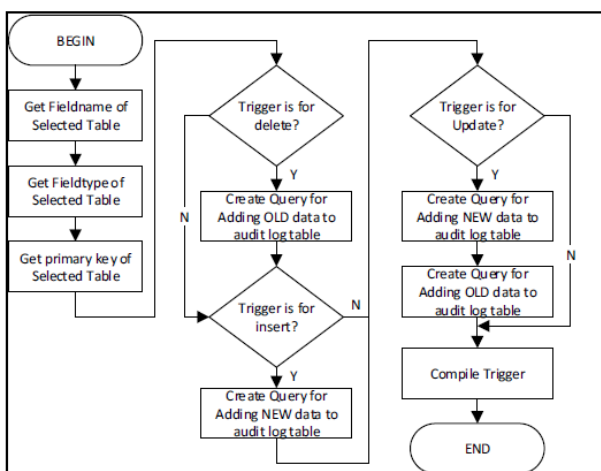 BEGIN
Get Fieldname of
Selected Table
Get Fieldtype of
Selected Table
Get primary key of
Selected Table
Trigger is for
delete?
Y
N
Create Query for
Adding OLD data to
audit log table
Trigger is for
insert?
N
Y
Create Query for
Adding NEW data to
audit log table
Trigger is for
Update?
Y
N
Create Query for
Adding NEW data to
audit log table
Create Query for
Adding OLD data to
audit log table
Compile Trigger
END